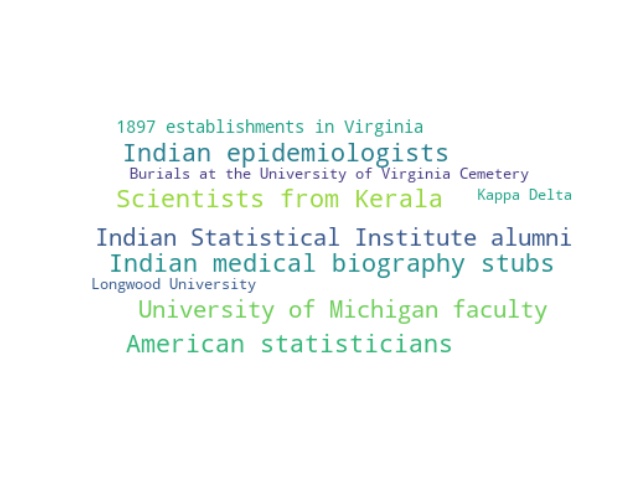 1897 establishments in Virginia
Indian epidemiologists
Burials at the University of Virginia Cemetery
Scientists from Kerala
Kappa Delta
Indian Statistical Institute alumni
Indian medical biography stubs
Longwood University
University of Michigan faculty
American statisticians